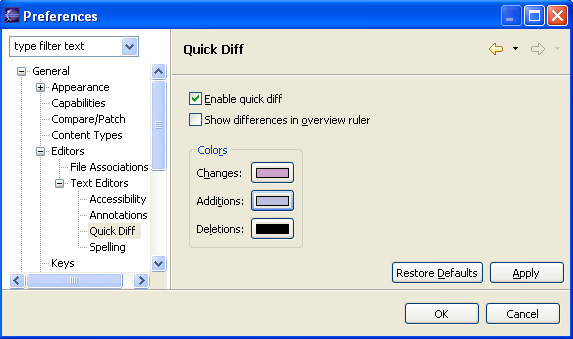 Preferences
type filter text
General
Appearance
Capabilities
Compare/Patch
Content Types
Editors
File Associations
Text Editors
Accessibility
Annotations
Quick Diff
Spelling
Keys
Quick Diff
Enable quick diff
Show differences in overview ruler
Colors
Changes:
Additions:
Deletions:
Restore Defaults Apply
OK Cancel